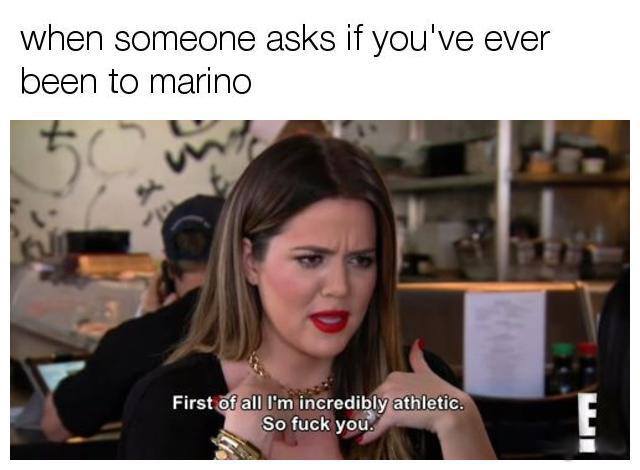 when someone asks if you've ever
been to marino
First of all I'm incredibly athletic.
So fuck you.
E!